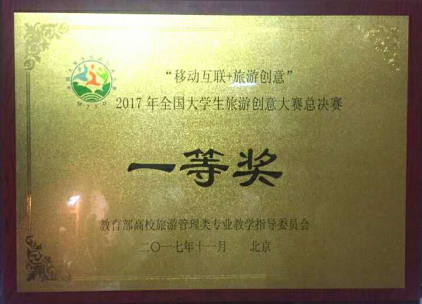 “移动互联+旅游创意”
2017年全国大学生旅游创意大赛总决赛
一等奖
教育部高校旅游管理类专业教学指导委员会
二〇一七年十一月 北京